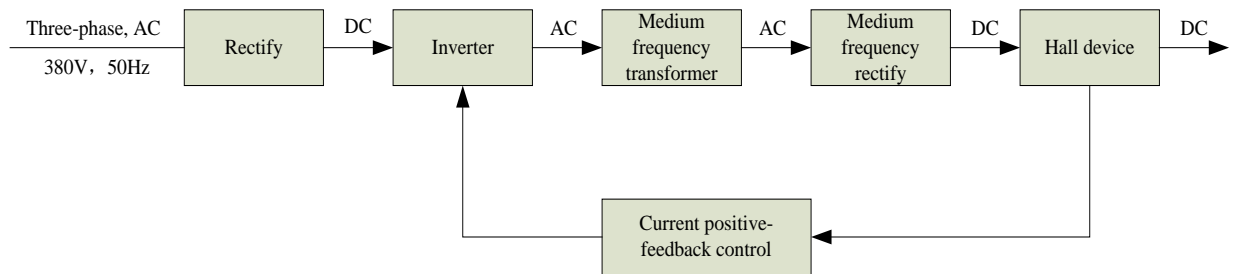 Three-phase, AC
380V，50Hz
Rectify
DC
Inverter
AC
Medium
frequency
transformer
AC
Medium
frequency
rectify
DC
Hall device
DC
Current positive-
feedback control